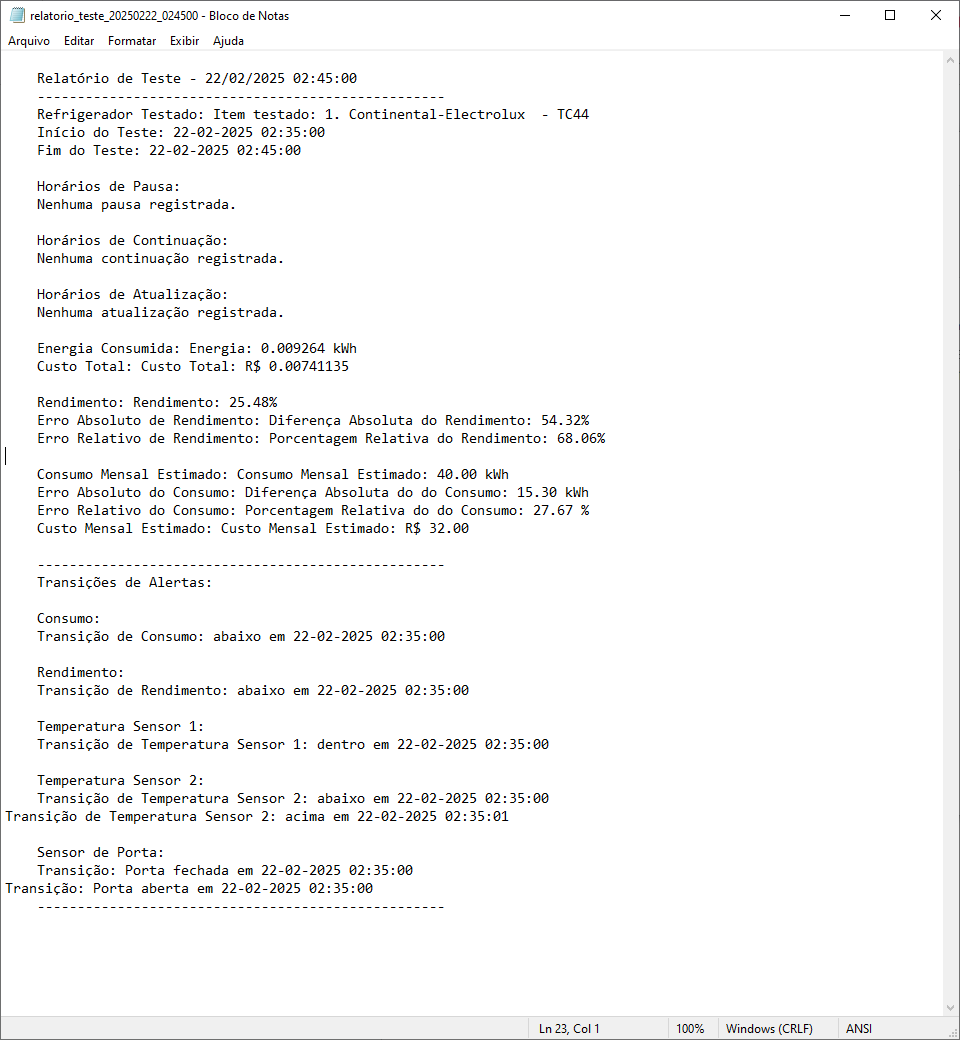 relatorio_teste_20250222_024500 - Bloco de Notas
Arquivo Editar Formatar Exibir Ajuda
Relatório de Teste - 22/02/2025 02:45:00
---------------------------------------------------
Refrigerador Testado: Item testado: 1. Continental-Electrolux  - TC44
Início do Teste: 22-02-2025 02:35:00
Fim do Teste: 22-02-2025 02:45:00
Horários de Pausa:
Nenhuma pausa registrada.
Horários de Continuação:
Nenhuma continuação registrada.
Horários de Atualização:
Nenhuma atualização registrada.
Energia Consumida: Energia: 0.009264 kWh
Custo Total: Custo Total: R$ 0.00741135
Rendimento: Rendimento: 25.48%
Erro Absoluto de Rendimento: Diferença Absoluta do Rendimento: 54.32%
Erro Relativo de Rendimento: Porcentagem Relativa do Rendimento: 68.06%
Consumo Mensal Estimado: Consumo Mensal Estimado: 40.00 kWh
Erro Absoluto do Consumo: Diferença Absoluta do do Consumo: 15.30 kWh
Erro Relativo do Consumo: Porcentagem Relativa do do Consumo: 27.67 %
Custo Mensal Estimado: Custo Mensal Estimado: R$ 32.00
---------------------------------------------------
Transições de Alertas:
Consumo:
Transição de Consumo: abaixo em 22-02-2025 02:35:00
Rendimento:
Transição de Rendimento: abaixo em 22-02-2025 02:35:00
Temperatura Sensor 1:
Transição de Temperatura Sensor 1: dentro em 22-02-2025 02:35:00
Temperatura Sensor 2:
Transição de Temperatura Sensor 2: abaixo em 22-02-2025 02:35:00
Transição de Temperatura Sensor 2: acima em 22-02-2025 02:35:01
Sensor de Porta:
Transição: Porta fechada em 22-02-2025 02:35:00
Transição: Porta aberta em 22-02-2025 02:35:00
---------------------------------------------------
Ln 23, Col 1 100% Windows (CRLF) ANSI